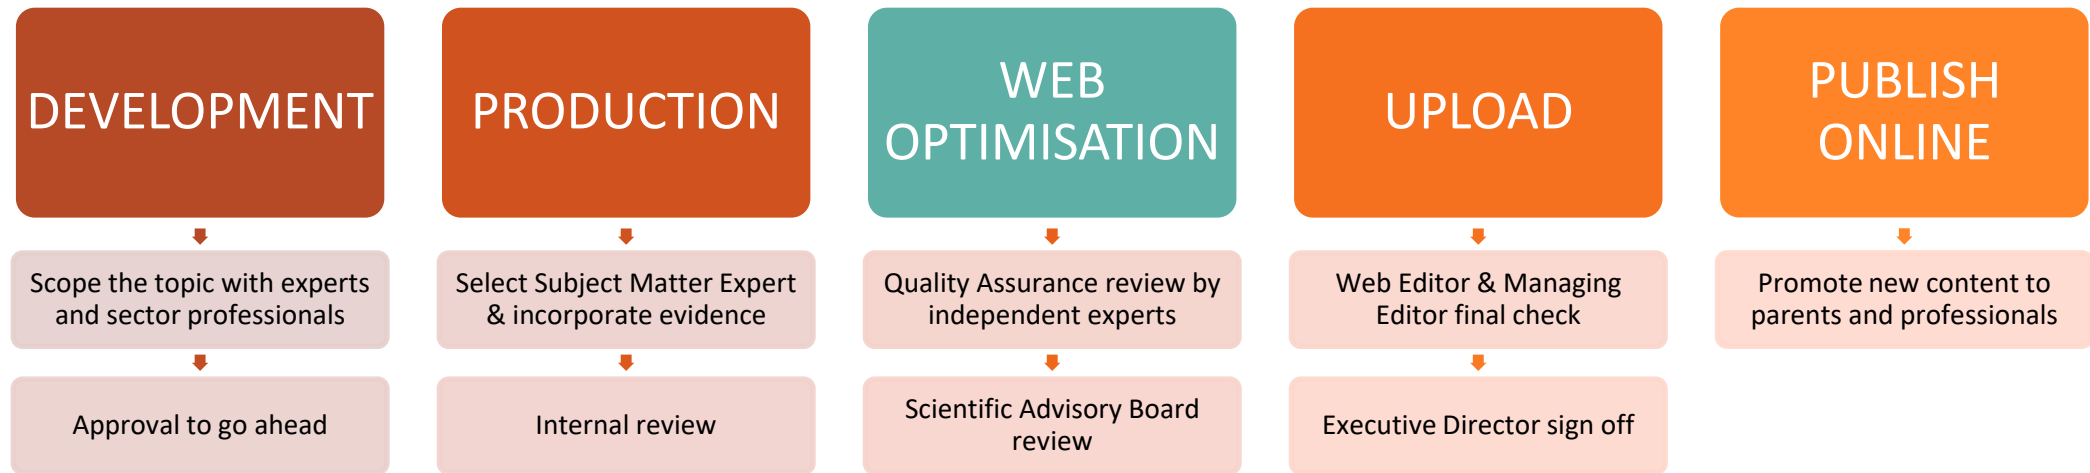 DEVELOPMENT
Scope the topic with experts
and sector professionals
Approval to go ahead
PRODUCTION
Select Subject Matter Expert
& incorporate evidence
Internal review
WEB
OPTIMISATION
Quality Assurance review by
independent experts
Scientific Advisory Board
review
UPLOAD
Web Editor & Managing
Editor final check
Executive Director sign off
PUBLISH
ONLINE
Promote new content to
parents and professionals